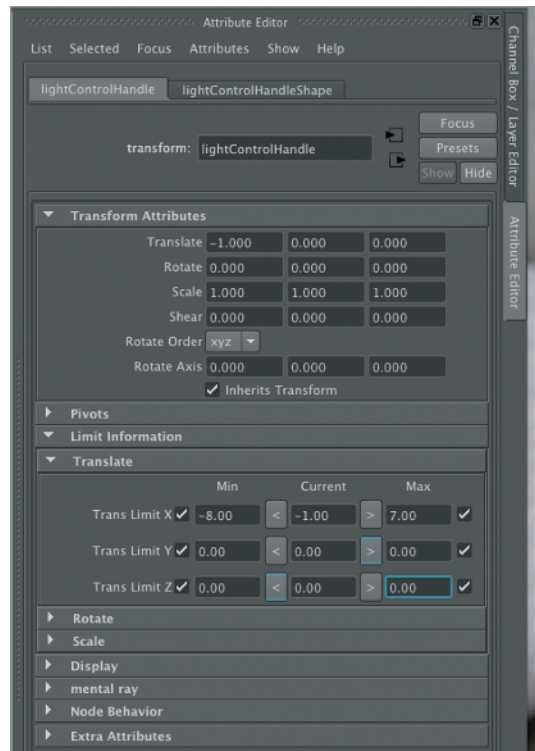 Attribute Editor
List Selected Focus Attributes Show Help
lightControlHandle lightControlHandleShape
Focus
transform: lightControlHandle Presets
Show Hide
Transform Attributes
Translate -1.000 0.000 0.000
Rotate 0.000 0.000 0.000
Scale 1.000 1.000 1.000
Shear 0.000 0.000 0.000
Rotate Order xyz
Rotate Axis 0.000 0.000 0.000
Inherits Transform
Pivots
Limit Information
Translate
Min Current Max
Trans Limit X -8.00 < -1.00 > 7.00
Trans Limit Y 0.00 < 0.00 > 0.00
Trans Limit Z 0.00 < 0.00 > 0.00
Rotate
Scale
Display
mental ray
Node Behavior
Extra Attributes
Channel Box / Layer Editor
Attribute Editor